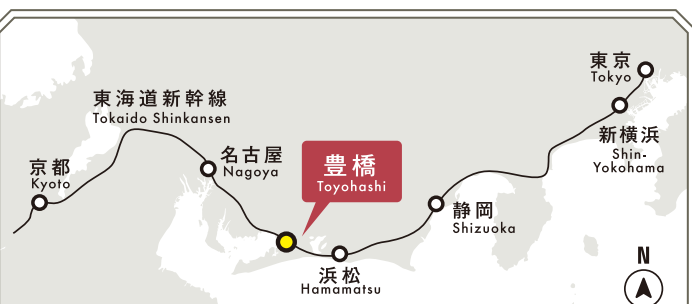 東京
Tokyo
東海道新幹線
Tokaido Shinkansen
新横浜
Shin-
Yokohama
名古屋
Nagoya
豊橋
Toyohashi
京都
Kyoto
静岡
Shizuoka
浜松
Hamamatsu
N